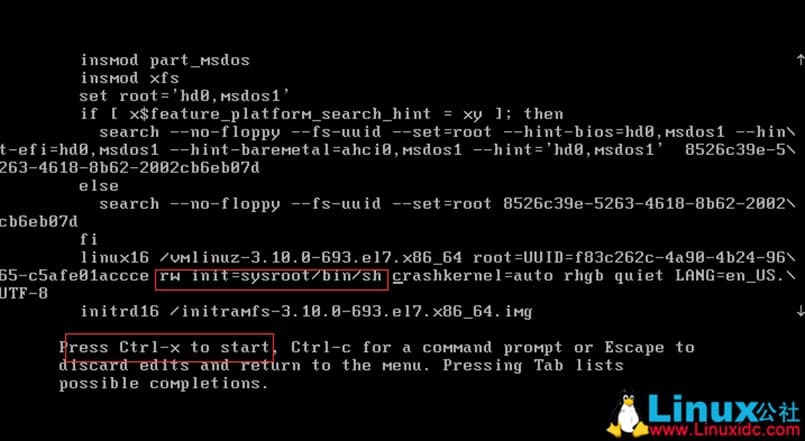 insmod part_msdos
insmod xfs
set root='hd0,msdos1'
if [ x$feature_platform_search_hint = xy ]; then
search --no-floppy --fs-uuid --set=root --hint-bios=hd0,msdos1 --hin\
t-efi=hd0,msdos1 --hint-baremetal=ahci0,msdos1 --hint='hd0,msdos1'  8526c39e-5\
263-4618-8b62-2002cb6eb07d
else
search --no-floppy --fs-uuid --set=root 8526c39e-5263-4618-8b62-2002\
cb6eb07d
fi
linux16 /vmlinuz-3.10.0-693.el7.x86_64 root=UUID=f83c262c-4a90-4b24-96\
65-c5afe01accce rw init=sysroot/bin/sh crashkernel=auto rhgb quiet LANG=en_US.\
UTF-8
initrd16 /initramfs-3.10.0-693.el7.x86_64.img
Press Ctrl-x to start, Ctrl-c for a command prompt or Escape to
discard edits and return to the menu. Pressing Tab lists
possible completions.
Linux公社
www.Linuxidc.com